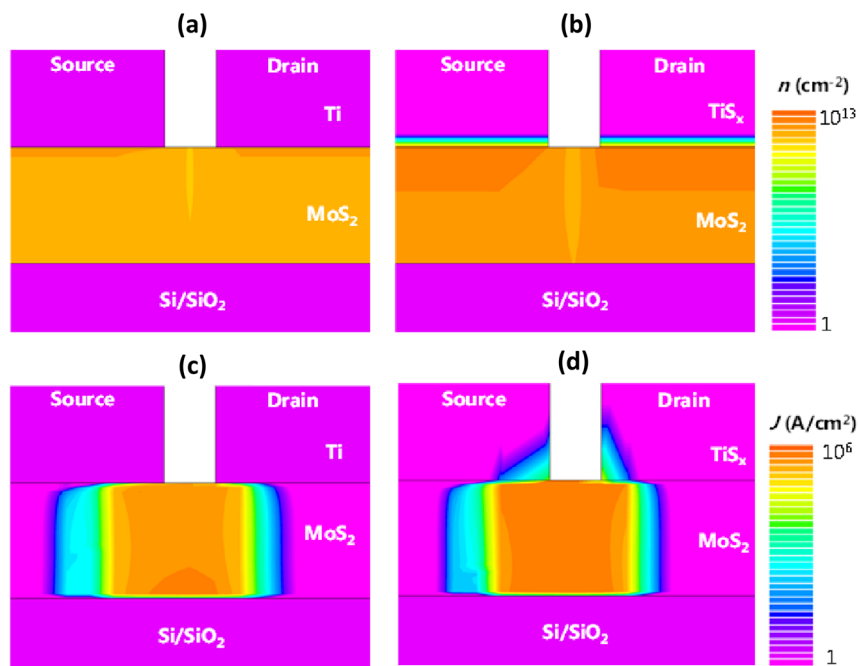 (a) (b)
Source Drain Source Drain
n (cm-2)
Ti TiSx 10^13
MoS2 MoS2
Si/SiO2 Si/SiO2 1
(c) (d)
Source Drain Source Drain
J (A/cm2)
Ti TiSx 10^6
MoS2 MoS2
Si/SiO2 Si/SiO2 1